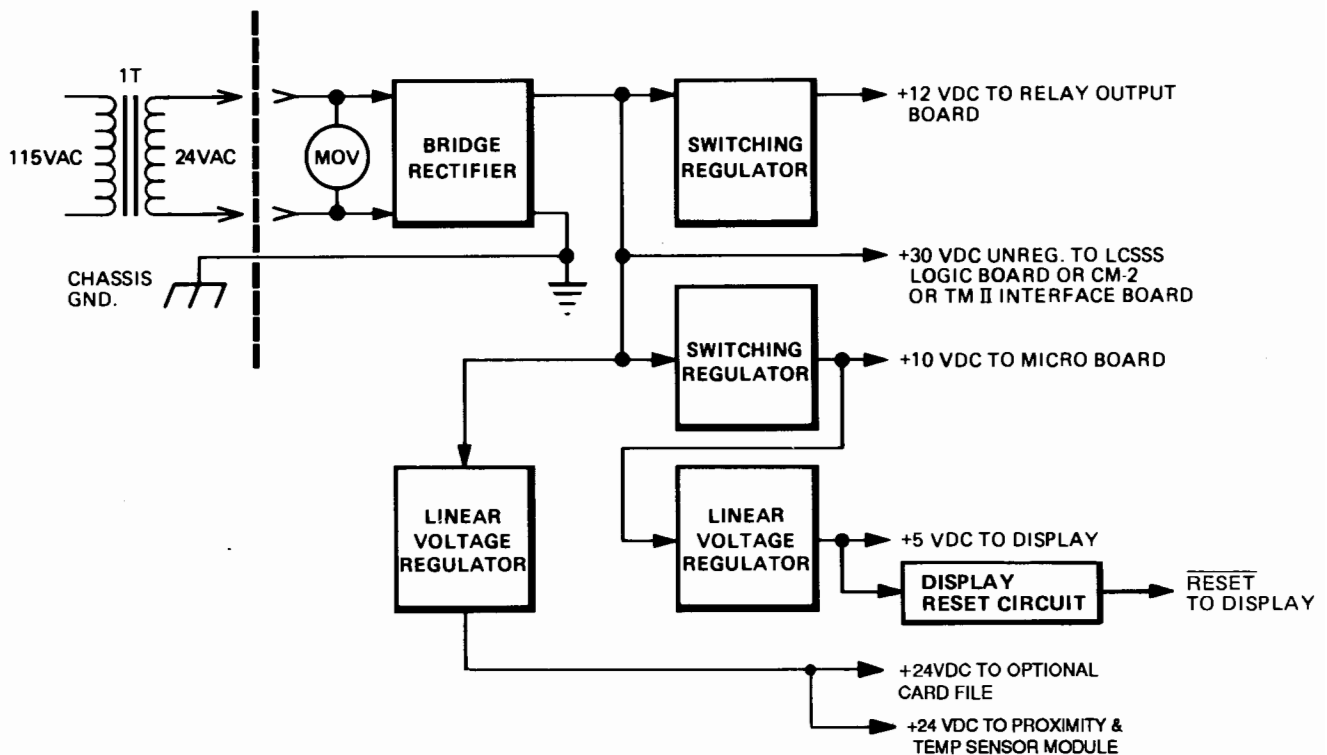 1T
115VAC
24VAC
MOV
BRIDGE
RECTIFIER
SWITCHING
REGULATOR
+12 VDC TO RELAY OUTPUT
BOARD
CHASSIS
GND.
+30 VDC UNREG. TO LCSSS
LOGIC BOARD OR CM-2
OR TM II INTERFACE BOARD
SWITCHING
REGULATOR
+10 VDC TO MICRO BOARD
LINEAR
VOLTAGE
REGULATOR
LINEAR
VOLTAGE
REGULATOR
+5 VDC TO DISPLAY
DISPLAY
RESET CIRCUIT
RESET
TO DISPLAY
+24VDC TO OPTIONAL
CARD FILE
+24 VDC TO PROXIMITY &
TEMP SENSOR MODULE